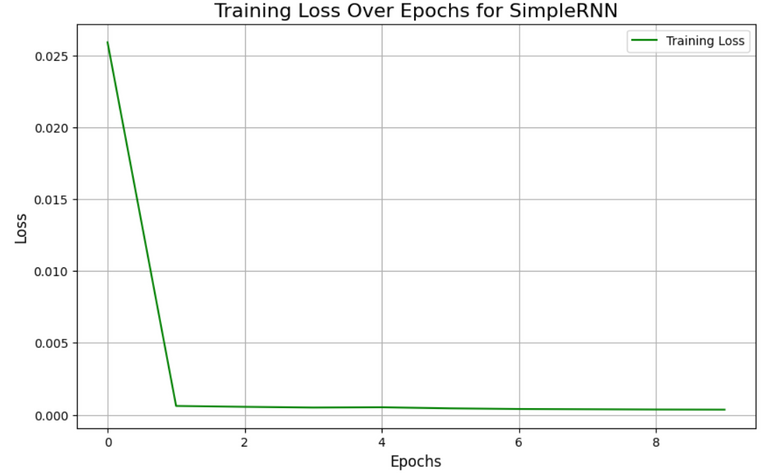 Training Loss Over Epochs for SimpleRNN
Training Loss
0.025
0.020
0.015
0.010
0.005
0.000
Loss
0 2 4 6 8
Epochs